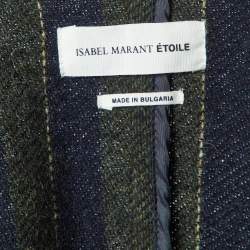 ISABEL MARANT ÉTOILE
MADE IN BULGARIA